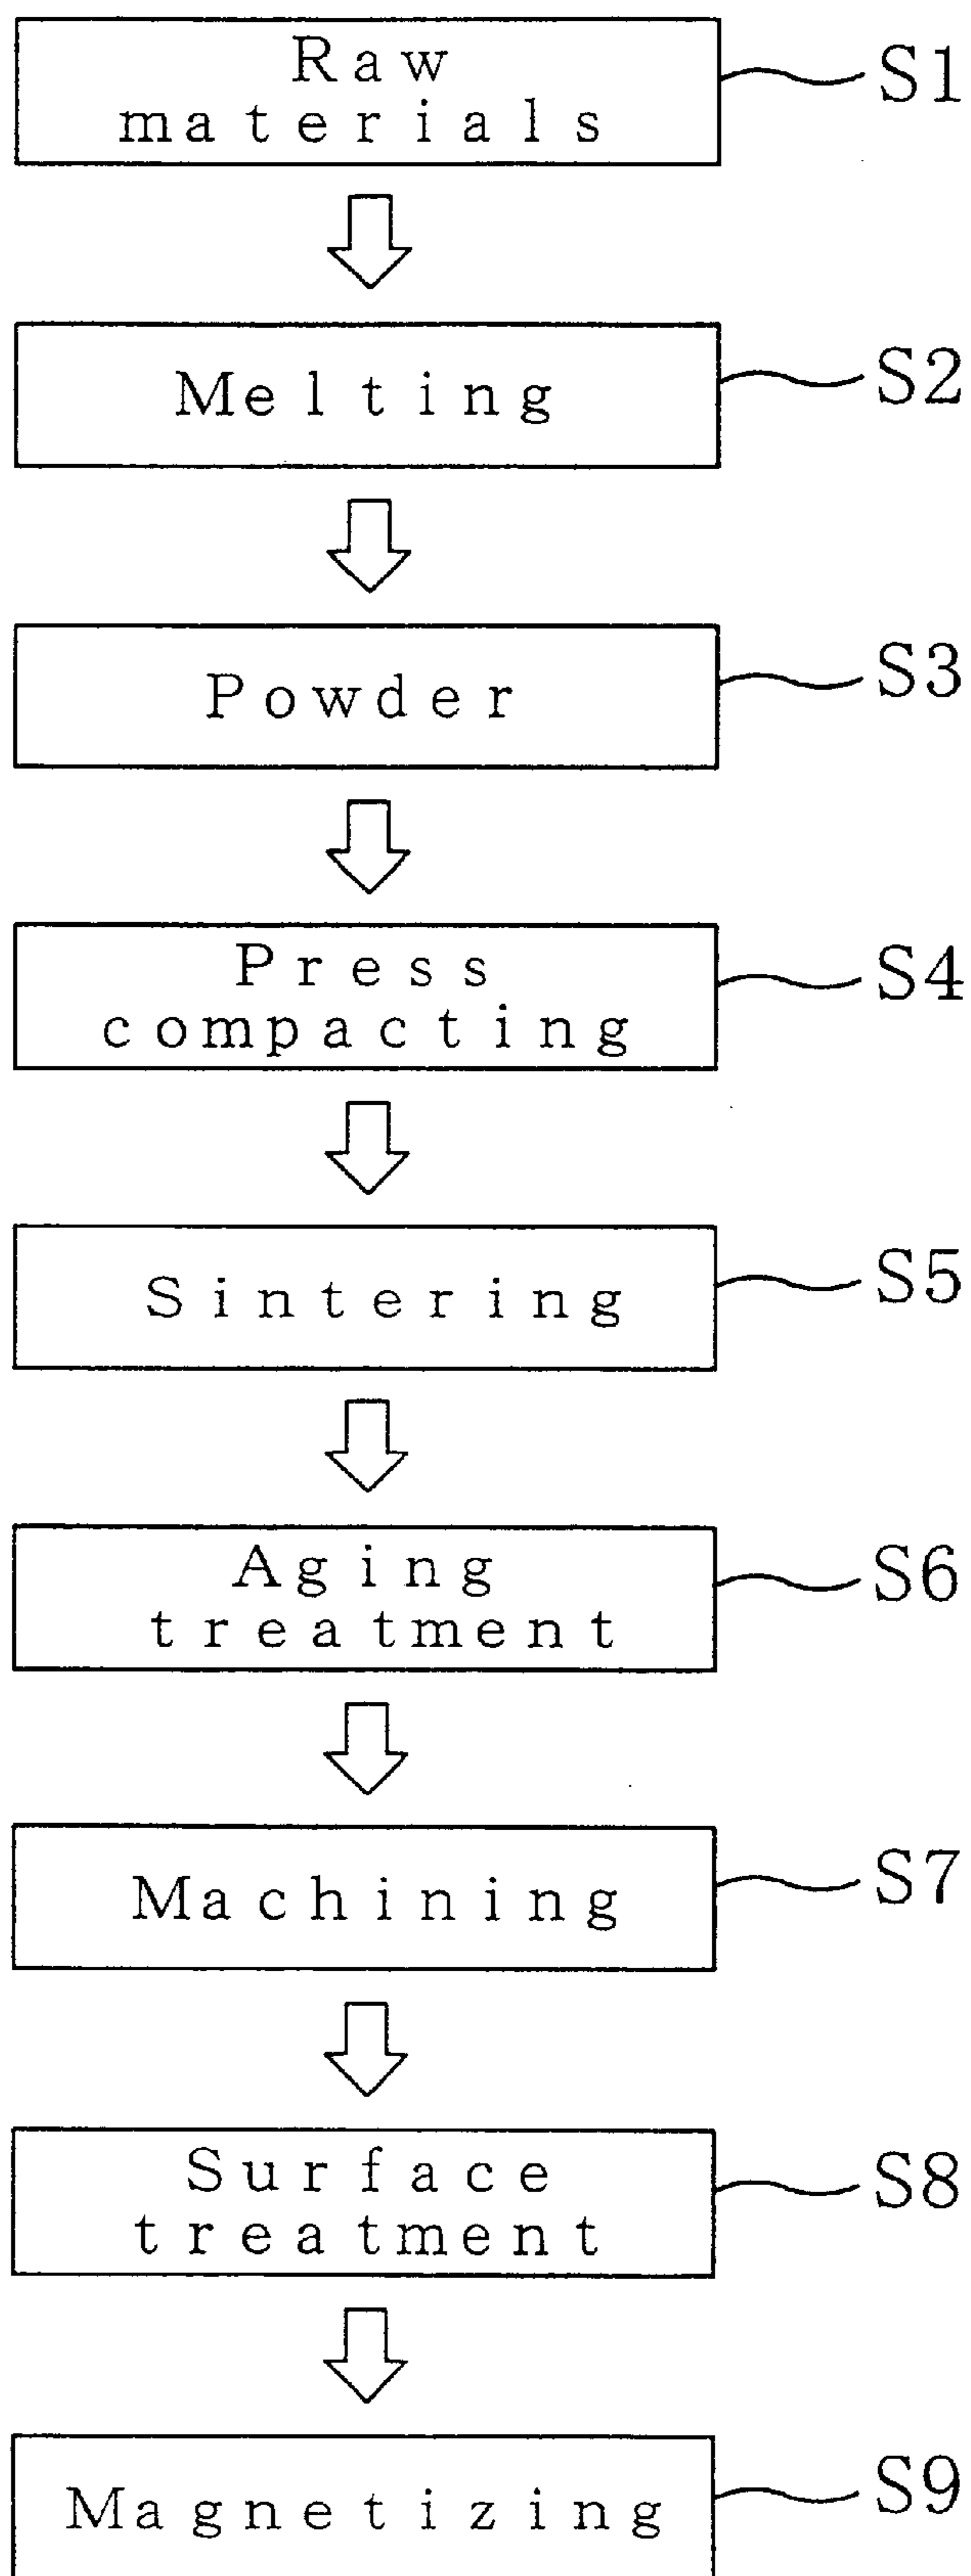 Raw
materials
S1
Melting
S2
Powder
S3
Press
compacting
S4
Sintering
S5
Aging
treatment
S6
Machining
S7
Surface
treatment
S8
Magnetizing
S9